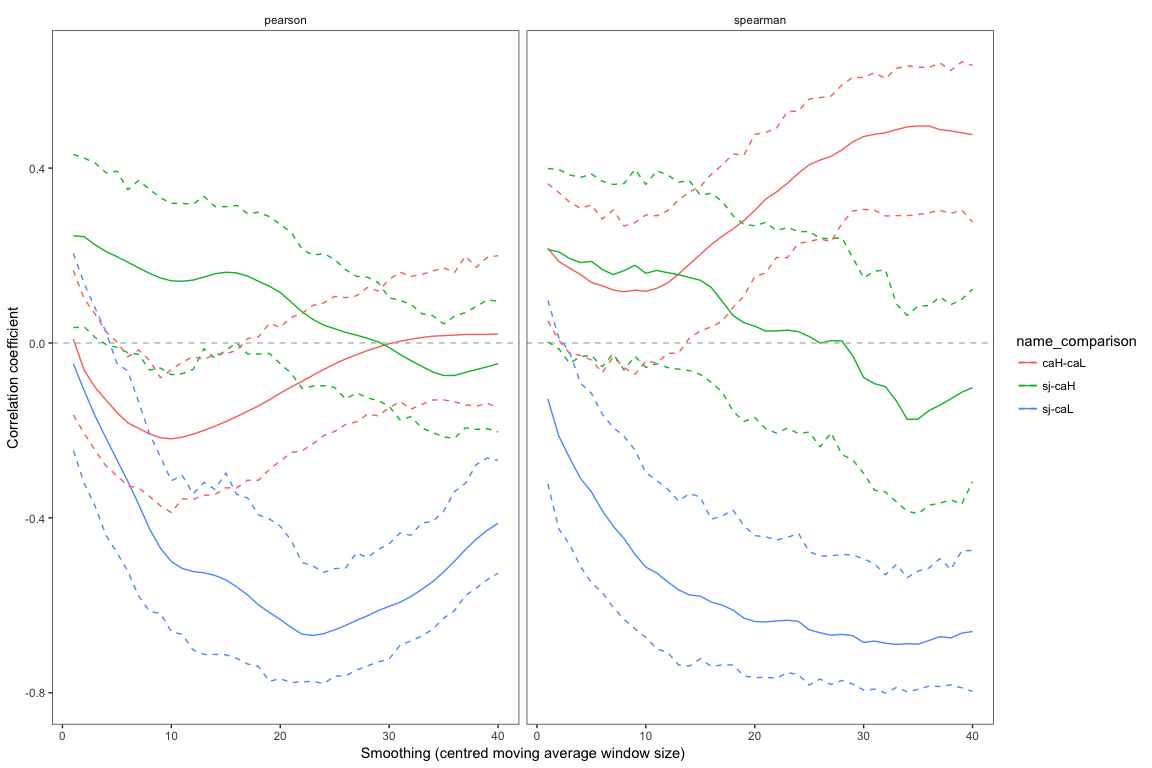 pearson
spearman
Correlation coefficient
0.4
0.0
-0.4
-0.8
0
10
20
30
40
0
10
20
30
40
Smoothing (centred moving average window size)
name_comparison
caH-caL
sj-caH
sj-caL